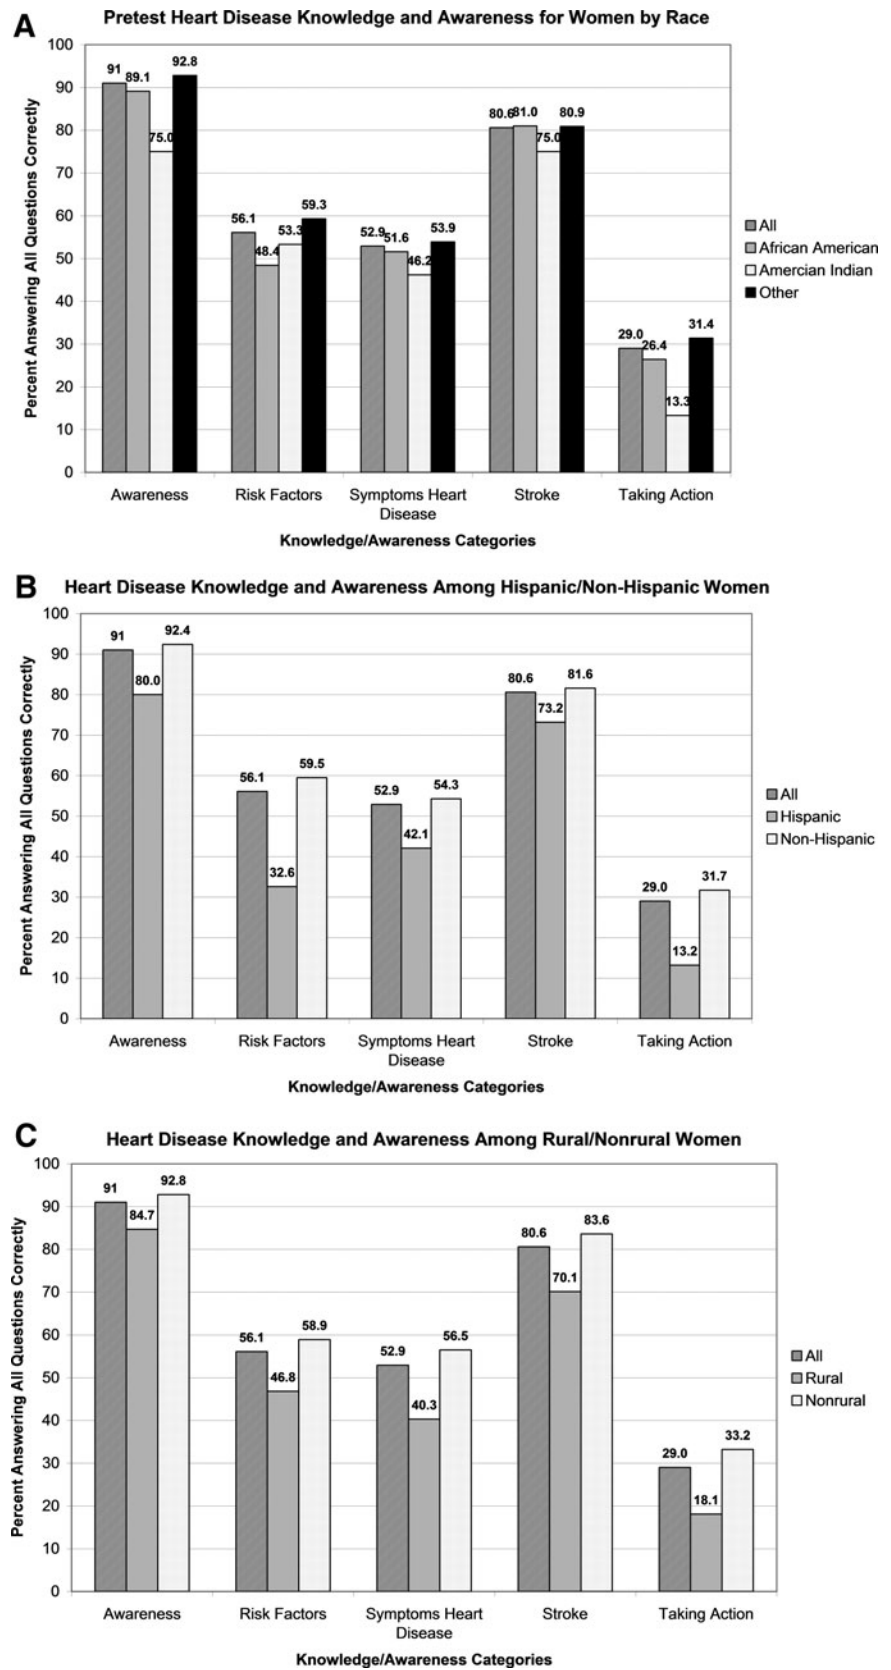 A
Pretest Heart Disease Knowledge and Awareness for Women by Race
Percent Answering All Questions Correctly
100
90
80
70
60
50
40
30
20
10
0
91
89.1
75.0
92.8
56.1
48.4
53.3
59.3
52.9
51.6
46.2
53.9
80.6
81.0
75.0
80.9
29.0
26.4
13.3
31.4
Awareness
Risk Factors
Symptoms Heart
Disease
Stroke
Taking Action
Knowledge/Awareness Categories
All
African American
Amercian Indian
Other
B
Heart Disease Knowledge and Awareness Among Hispanic/Non-Hispanic Women
Percent Answering All Questions Correctly
100
90
80
70
60
50
40
30
20
10
0
91
80.0
92.4
56.1
32.6
59.5
52.9
42.1
54.3
80.6
73.2
81.6
29.0
13.2
31.7
Awareness
Risk Factors
Symptoms Heart
Disease
Stroke
Taking Action
Knowledge/Awareness Categories
All
Hispanic
Non-Hispanic
C
Heart Disease Knowledge and Awareness Among Rural/Nonrural Women
Percent Answering All Questions Correctly
100
90
80
70
60
50
40
30
20
10
0
91
84.7
92.8
56.1
46.8
58.9
52.9
40.3
56.5
80.6
70.1
83.6
29.0
18.1
33.2
Awareness
Risk Factors
Symptoms Heart
Disease
Stroke
Taking Action
Knowledge/Awareness Categories
All
Rural
Nonrural